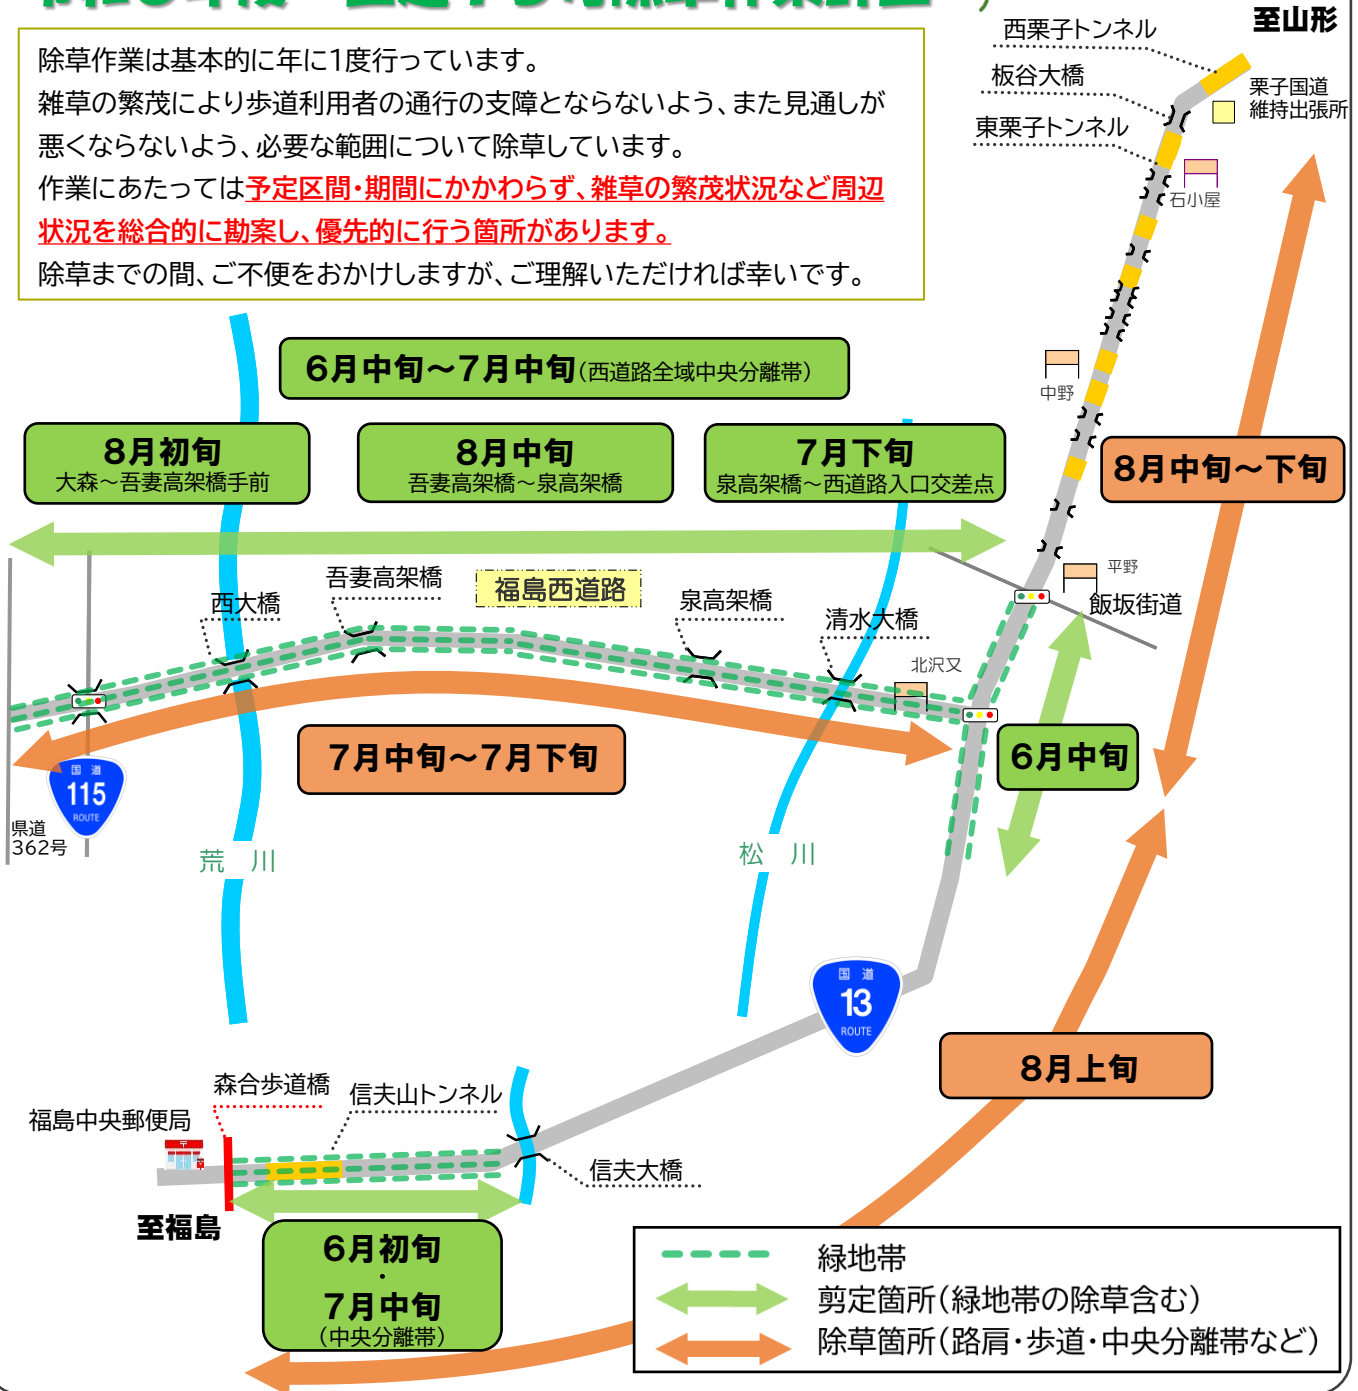 至山形
西栗子トンネル
板谷大橋
栗子国道
維持出張所
東栗子トンネル
石小屋
除草作業は基本的に年に1度行っています。
雑草の繁茂により歩道利用者の通行の支障とならないよう、また見通しが
悪くならないよう、必要な範囲について除草しています。
作業にあたっては予定区間・期間にかかわらず、雑草の繁茂状況など周辺
状況を総合的に勘案し、優先的に行う箇所があります。
除草までの間、ご不便をおかけしますが、ご理解いただければ幸いです。
6月中旬～7月中旬(西道路全域中央分離帯)
中野
8月初旬
大森～吾妻高架橋手前
8月中旬
吾妻高架橋～泉高架橋
7月下旬
泉高架橋～西道路入口交差点
8月中旬～下旬
平野
飯坂街道
吾妻高架橋
福島西道路
西大橋
泉高架橋
清水大橋
北沢又
7月中旬～7月下旬
6月中旬
国道
115
ROUTE
県道
362号
荒川
松川
国道
13
ROUTE
8月上旬
森合歩道橋
信夫山トンネル
福島中央郵便局
信夫大橋
至福島
6月初旬
・
7月中旬
(中央分離帯)
緑地帯
剪定箇所(緑地帯の除草含む)
除草箇所(路肩・歩道・中央分離帯など)